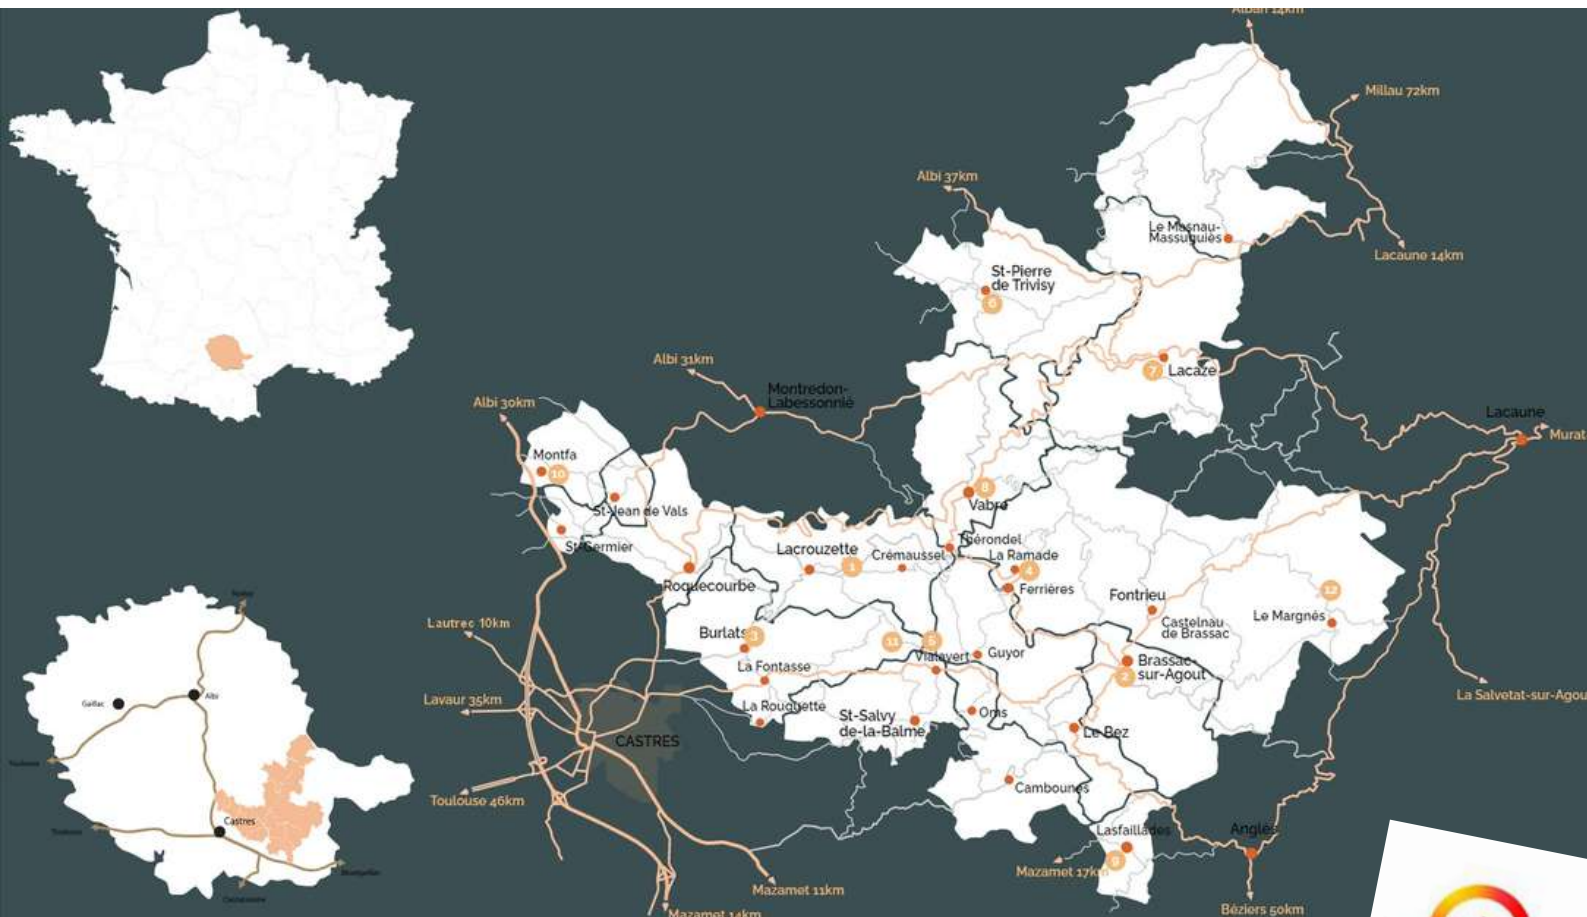 Alban 14km
Millau 72km
Albi 37km
Le Masnau-
Massuguiès
Lacaune 14km
St-Pierre
de Trivisy
6
Albi 31km
7
Lacaze
Montredon-
Labessonnié
Albi 30km
Lacaune
Murat
Montfa
10
8
Vabre
St-Jean de Vals
St-Germier
Thérondel
Lacrouzette
Crémaussel
La Ramade
1
4
Roquecourbe
Ferrières
Fontrieu
12
Le Margnés
Castelnau
de Brassac
Lautrec 10km
Burlats
3
11
5
Vialavert
Guyor
Brassac-
sur-Agout
2
La Fontasse
Lavaur 35km
La Rouquette
St-Salvy
de-la-Balme
Oms
Le Bez
La Salvetat-sur-Agou
CASTRES
Cambounés
Toulouse 46km
Lasfaillades
Anglès
9
Mazamet 17km
Mazamet 11km
Mazamet 14km
Béziers 50km
Gaillac
Albi
Castres
Montpellier